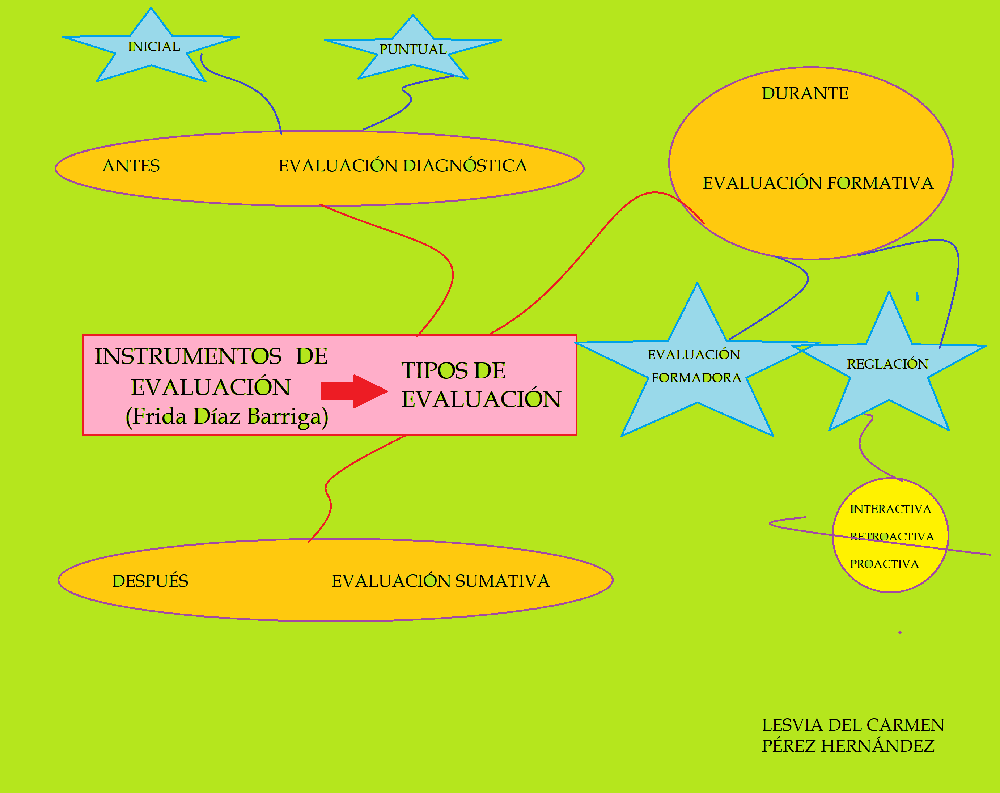 INICIAL
PUNTUAL
DURANTE
EVALUACIÓN FORMATIVA
ANTES EVALUACIÓN DIAGNÓSTICA
INSTRUMENTOS DE
EVALUACIÓN
(Frida Díaz Barriga)
TIPOS DE
EVALUACIÓN
EVALUACIÓN
FORMADORA
REGLACIÓN
INTERACTIVA
RETROACTIVA
PROACTIVA
DESPUÉS EVALUACIÓN SUMATIVA
LESVIA DEL CARMEN
PÉREZ HERNÁNDEZ